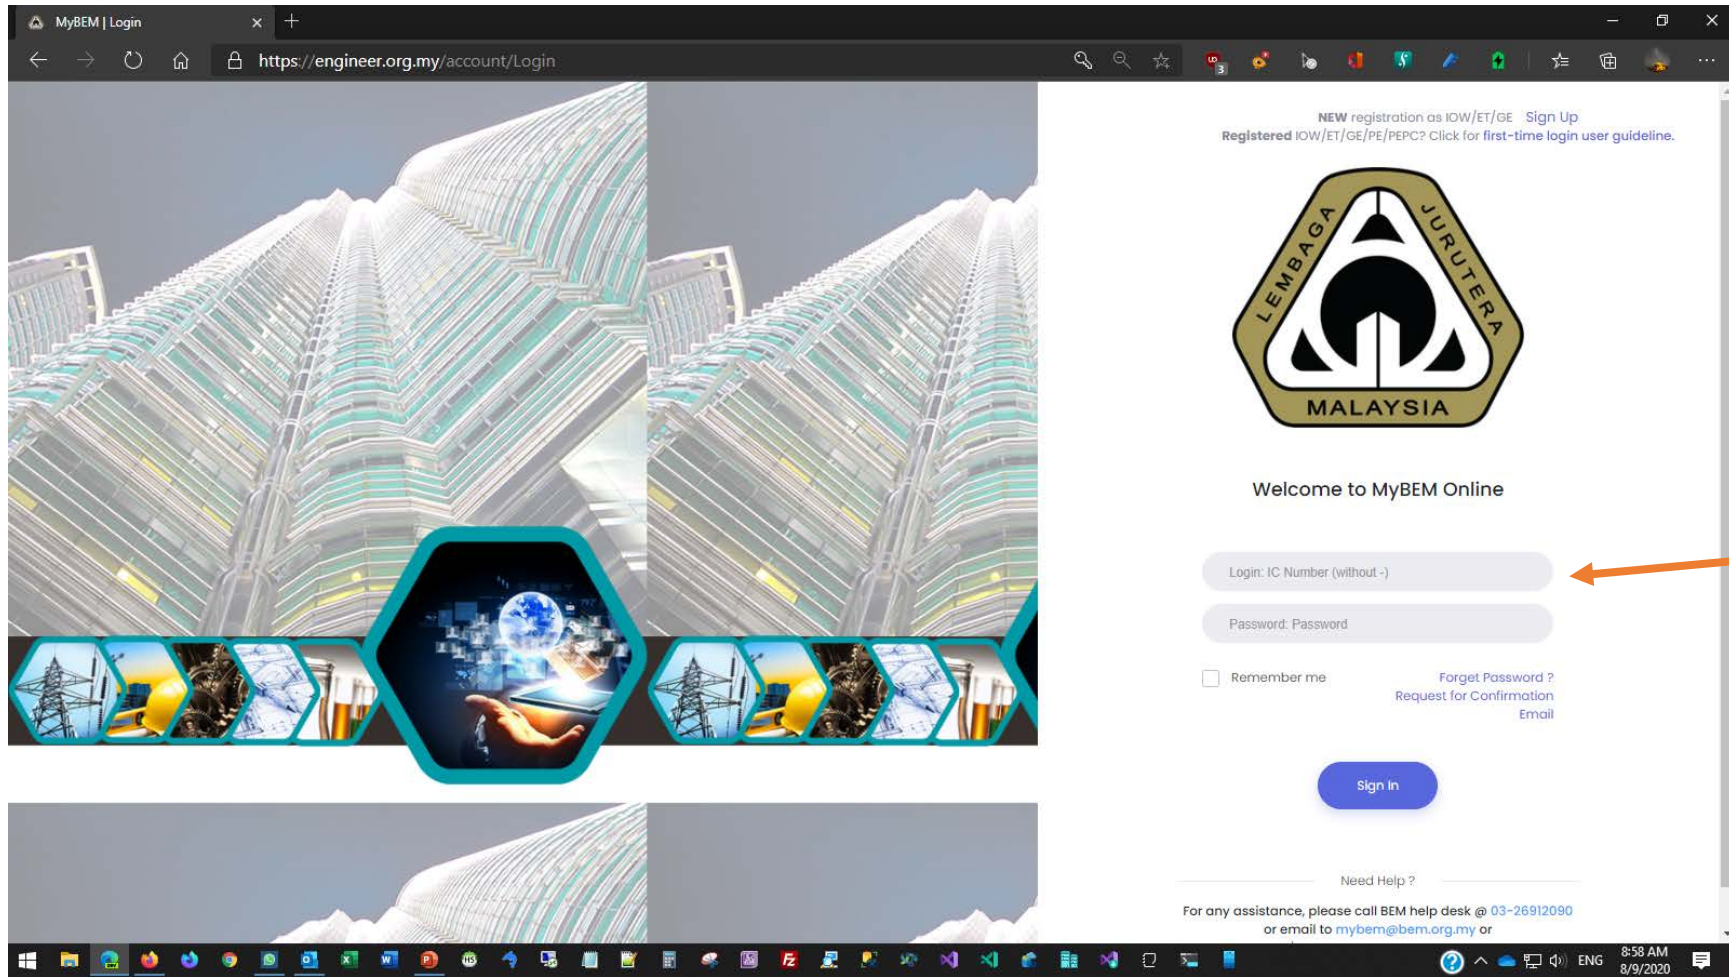 MyBEM | Login
https://engineer.org.my/account/Login
NEW registration as IOW/ET/GE Sign Up
Registered IOW/ET/GE/PE/PEPC? Click for first-time login user guideline.
LEMBAGA JURUTERA
MALAYSIA
Welcome to MyBEM Online
Login: IC Number (without -)
Password: Password
Remember me Forget Password ?
Request for Confirmation
Email
Sign In
Need Help ?
For any assistance, please call BEM help desk @ 03-26912090
or email to mybem@bem.org.my or
ENG
8:58 AM
8/9/2020